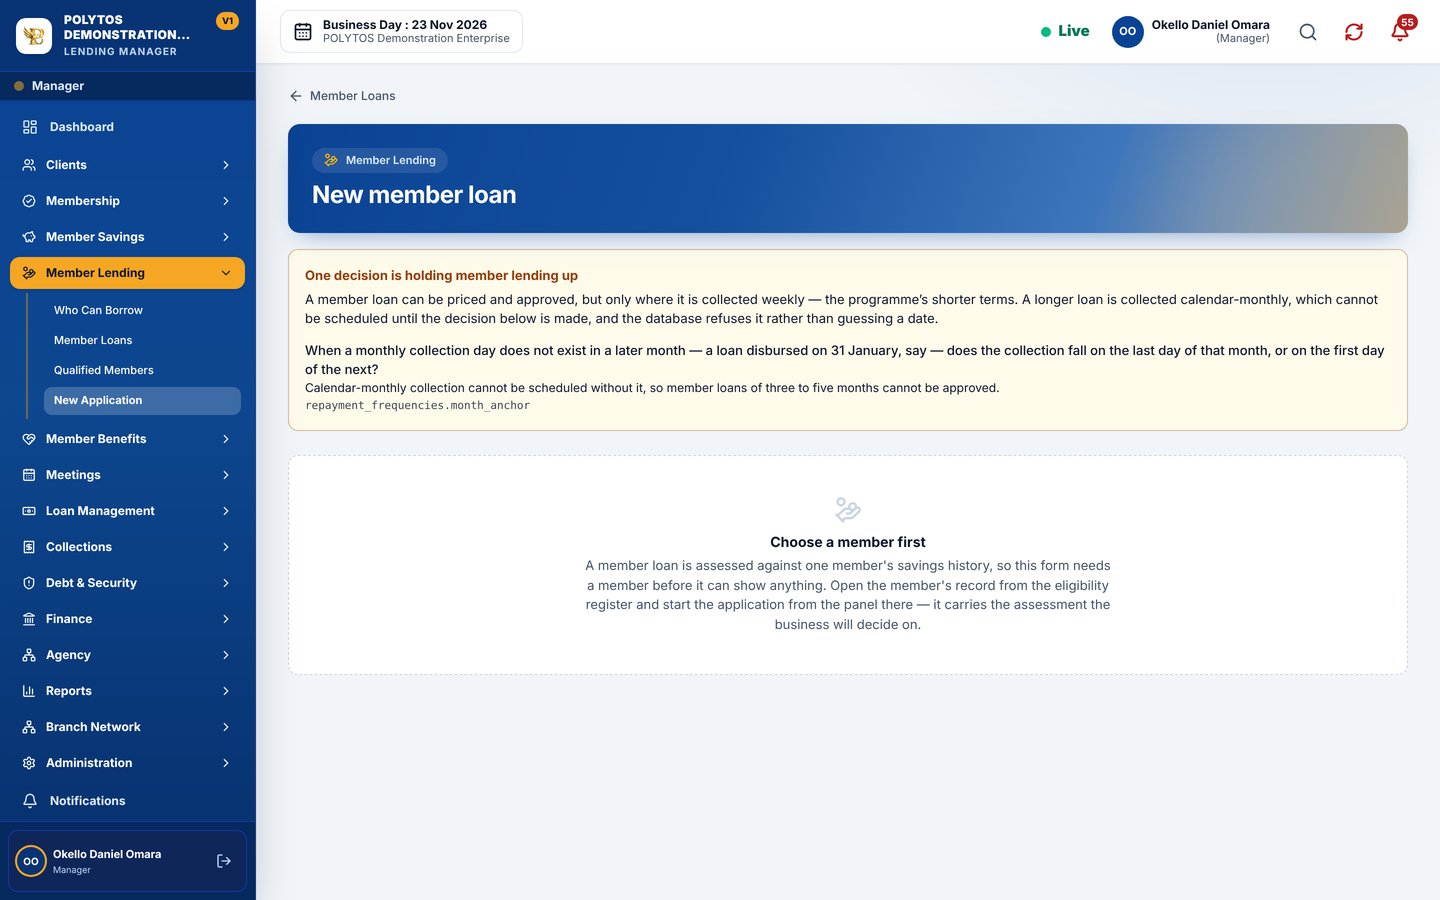 POLYTOS
DEMONSTRATION...
LENDING MANAGER
V1
Manager
Dashboard
Clients
Membership
Member Savings
Member Lending
Who Can Borrow
Member Loans
Qualified Members
New Application
Member Benefits
Meetings
Loan Management
Collections
Debt & Security
Finance
Agency
Reports
Branch Network
Administration
Notifications
OO
Okello Daniel Omara
Manager
Business Day : 23 Nov 2026
POLYTOS Demonstration Enterprise
Live
OO
Okello Daniel Omara
(Manager)
55
Member Loans
Member Lending
New member loan
One decision is holding member lending up
A member loan can be priced and approved, but only where it is collected weekly — the programme’s shorter terms. A longer loan is collected calendar-monthly, which cannot
be scheduled until the decision below is made, and the database refuses it rather than guessing a date.
When a monthly collection day does not exist in a later month — a loan disbursed on 31 January, say — does the collection fall on the last day of that month, or on the first day
of the next?
Calendar-monthly collection cannot be scheduled without it, so member loans of three to five months cannot be approved.
repayment_frequencies.month_anchor
Choose a member first
A member loan is assessed against one member's savings history, so this form needs
a member before it can show anything. Open the member's record from the eligibility
register and start the application from the panel there — it carries the assessment the
business will decide on.